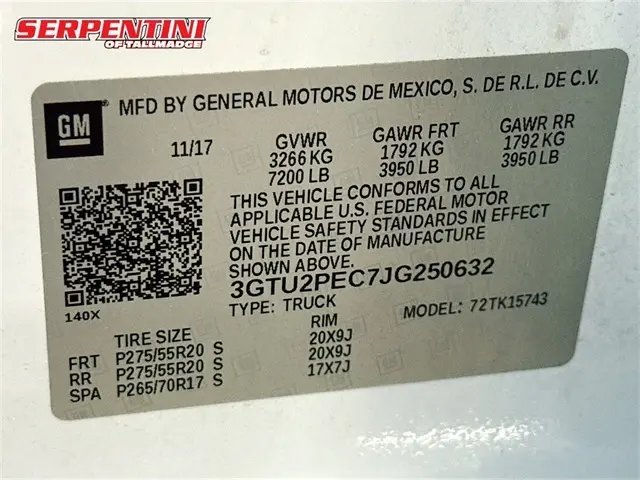 SERPENTINI
OF TALLMADGE
GM
MFD BY GENERAL MOTORS DE MEXICO, S. DE R.L. DE C.V.
11/17 GVWR GAWR FRT GAWR RR
3266 KG 1792 KG 1792 KG
7200 LB 3950 LB 3950 LB
THIS VEHICLE CONFORMS TO ALL
APPLICABLE U.S. FEDERAL MOTOR
VEHICLE SAFETY STANDARDS IN EFFECT
ON THE DATE OF MANUFACTURE
SHOWN ABOVE.
3GTU2PEC7JG250632
140X TYPE: TRUCK MODEL: 72TK15743
TIRE SIZE RIM
FRT P275/55R20 S 20X9J
RR P275/55R20 S 20X9J
SPA P265/70R17 S 17X7J